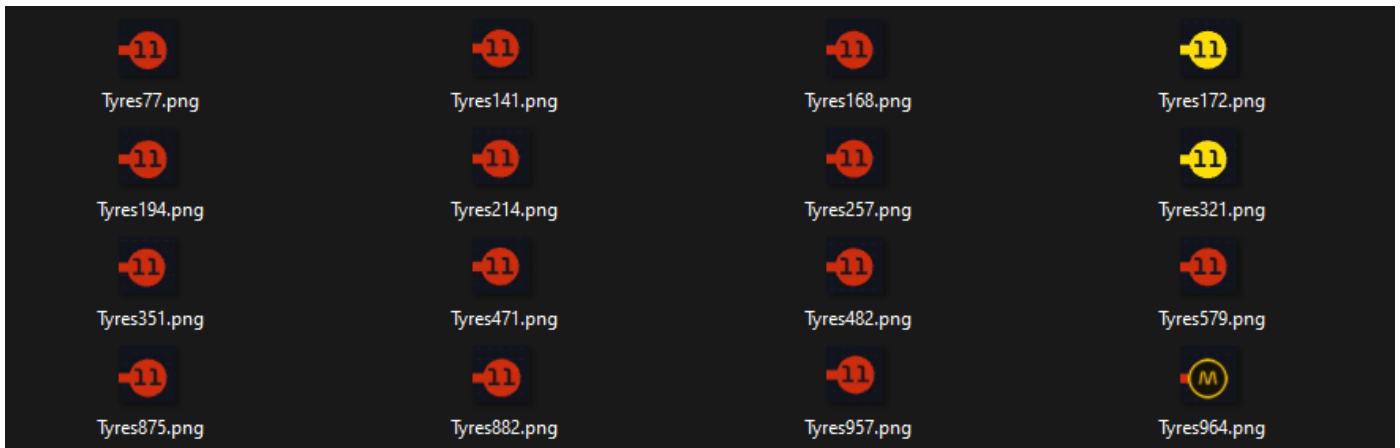 11 11 11 11
Tyres77.png Tyres141.png Tyres168.png Tyres172.png
11 11 11 11
Tyres194.png Tyres214.png Tyres257.png Tyres321.png
11 11 11 11
Tyres351.png Tyres471.png Tyres482.png Tyres579.png
11 11 11 M
Tyres875.png Tyres882.png Tyres957.png Tyres964.png